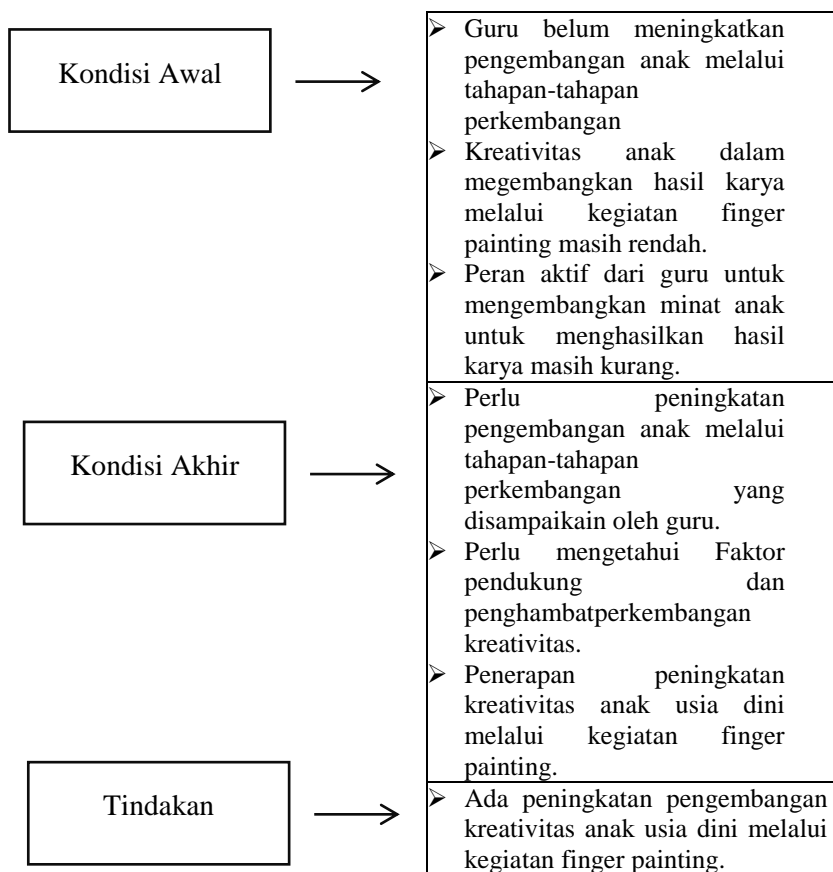 Kondisi Awal
➢ Guru belum meningkatkan
pengembangan anak melalui
tahapan-tahapan
perkembangan
➢ Kreativitas anak dalam
megembangkan hasil karya
melalui kegiatan finger
painting masih rendah.
➢ Peran aktif dari guru untuk
mengembangkan minat anak
untuk menghasilkan hasil
karya masih kurang.
Kondisi Akhir
➢ Perlu peningkatan
pengembangan anak melalui
tahapan-tahapan
perkembangan yang
disampaikain oleh guru.
➢ Perlu mengetahui Faktor
pendukung dan
penghambatperkembangan
kreativitas.
➢ Penerapan peningkatan
kreativitas anak usia dini
melalui kegiatan finger
painting.
Tindakan
➢ Ada peningkatan pengembangan
kreativitas anak usia dini melalui
kegiatan finger painting.